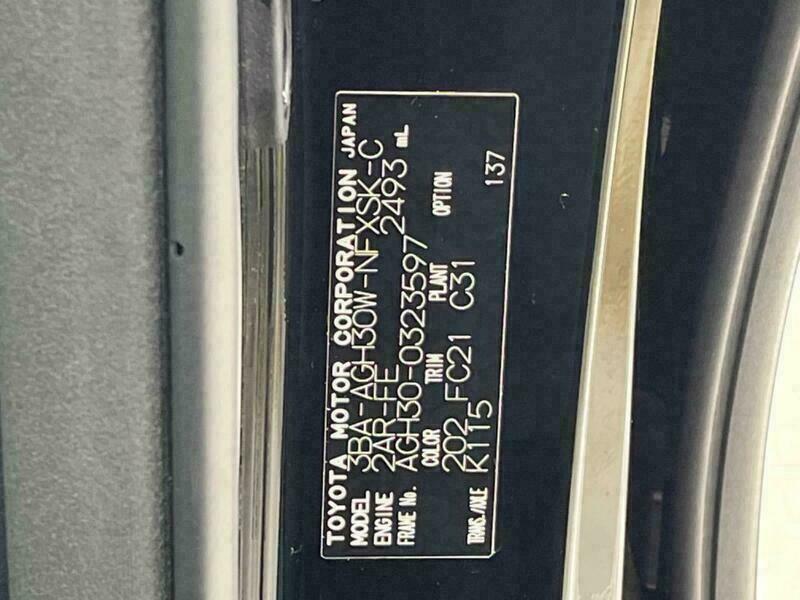 TOYOTA MOTOR CORPORATION JAPAN
MODEL 3BA-AGH30W-NFXSK-C
ENGINE 2AR-FE 2493 mL
FRAME No. AGH30-0323597
COLOR TRIM PLANT OPTION
202 FC21 C31 137
TRANS./AXLE K115